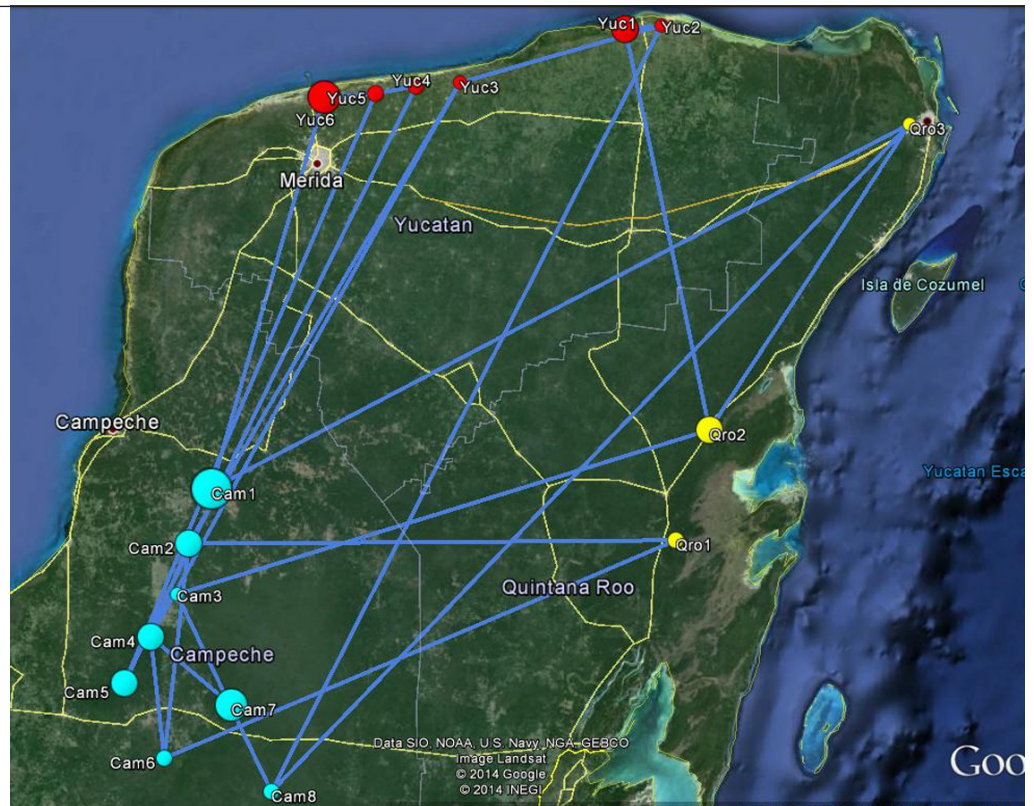 Yuc1
Yuc2
Yuc5
Yuc4
Yuc3
Yuc6
Qro3
Merida
Yucatan
Isla de Cozumel
Campeche
Qro2
Yucatan Esca
Cam1
Cam2
Qro1
Cam3
Quintana Roo
Cam4
Campeche
Cam5
Cam7
Data SIO, NOAA, U.S. Navy, NGA, GEBCO
Image Landsat
© 2014 Google
© 2014 INEGI
Cam6
Goo
Cam8